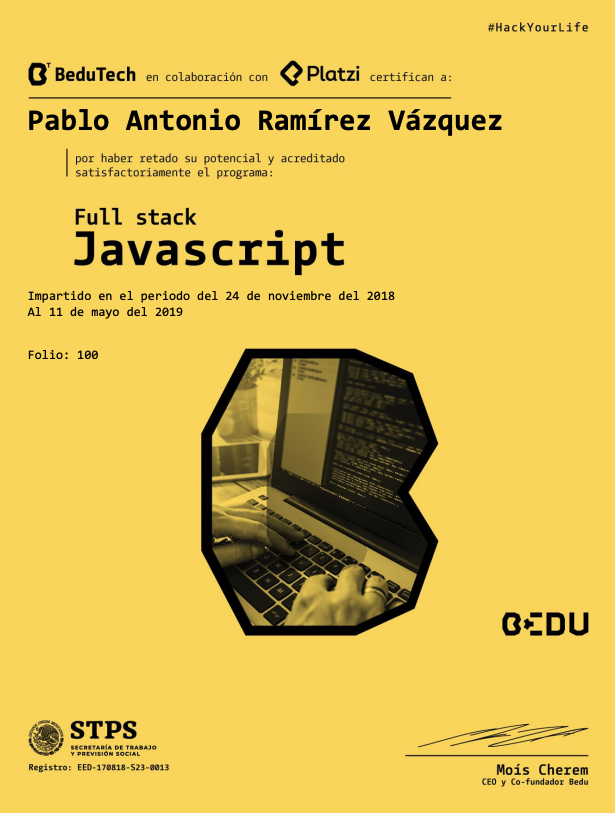 #HackYourLife
BeduTech en colaboración con Platzi certifican a:
Pablo Antonio Ramírez Vázquez
por haber retado su potencial y acreditado
satisfactoriamente el programa:
Full stack
Javascript
Impartido en el periodo del 24 de noviembre del 2018
Al 11 de mayo del 2019
Folio: 100
BEDU
STPS
SECRETARÍA DE TRABAJO
Y PREVISIÓN SOCIAL
Registro: EED-170818-S23-0013
Moís Cherem
CEO y Co-fundador Bedu